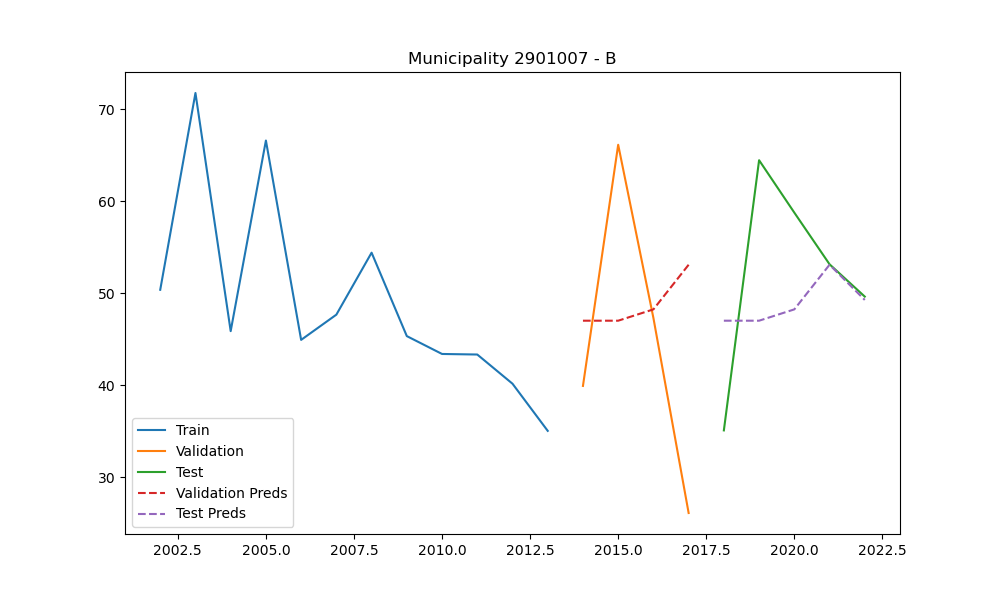 Municipality 2901007 - B
70
60
50
40
30
Train
Validation
Test
Validation Preds
Test Preds
2002.5 2005.0 2007.5 2010.0 2012.5 2015.0 2017.5 2020.0 2022.5